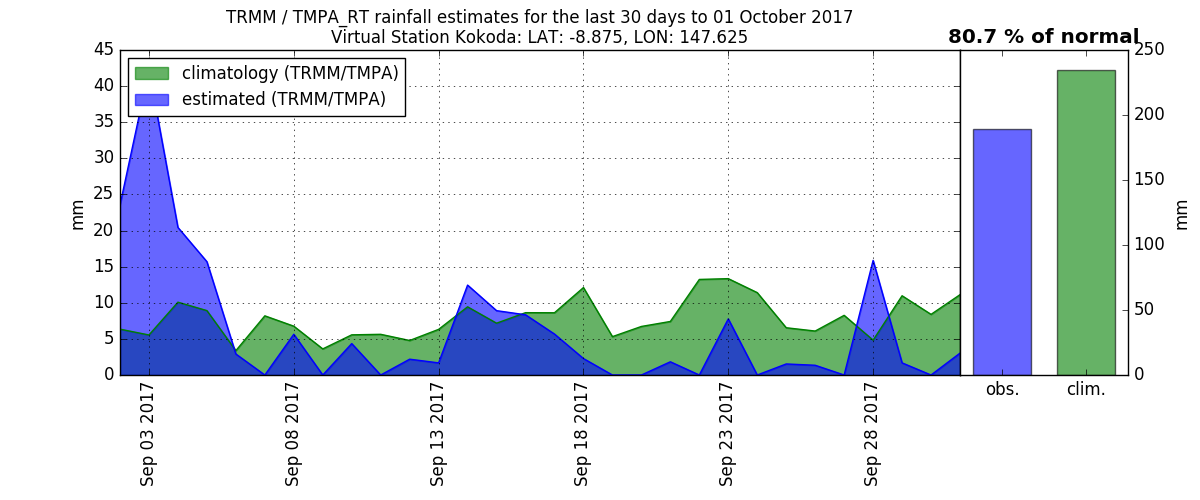 TRMM / TMPA_RT rainfall estimates for the last 30 days to 01 October 2017
Virtual Station Kokoda: LAT: -8.875, LON: 147.625
80.7 % of normal
climatology (TRMM/TMPA)
estimated (TRMM/TMPA)
45
40
35
30
25
20
15
10
5
0
mm
Sep 03 2017
Sep 08 2017
Sep 13 2017
Sep 18 2017
Sep 23 2017
Sep 28 2017
obs.
clim.
250
200
150
100
50
0
mm